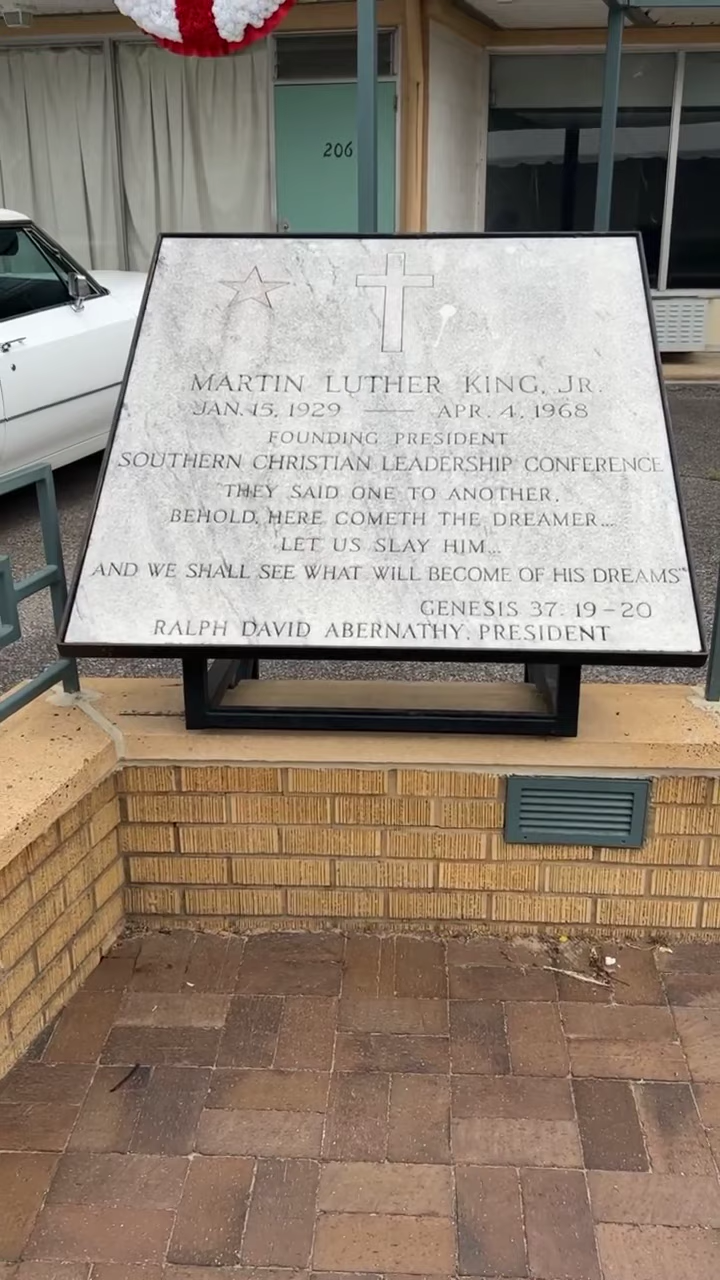 206
MARTIN LUTHER KING, JR.
JAN. 15, 1929 — APR. 4, 1968
FOUNDING PRESIDENT
SOUTHERN CHRISTIAN LEADERSHIP CONFERENCE
"THEY SAID ONE TO ANOTHER,
BEHOLD, HERE COMETH THE DREAMER...
LET US SLAY HIM...
AND WE SHALL SEE WHAT WILL BECOME OF HIS DREAMS"
GENESIS 37: 19-20
RALPH DAVID ABERNATHY, PRESIDENT